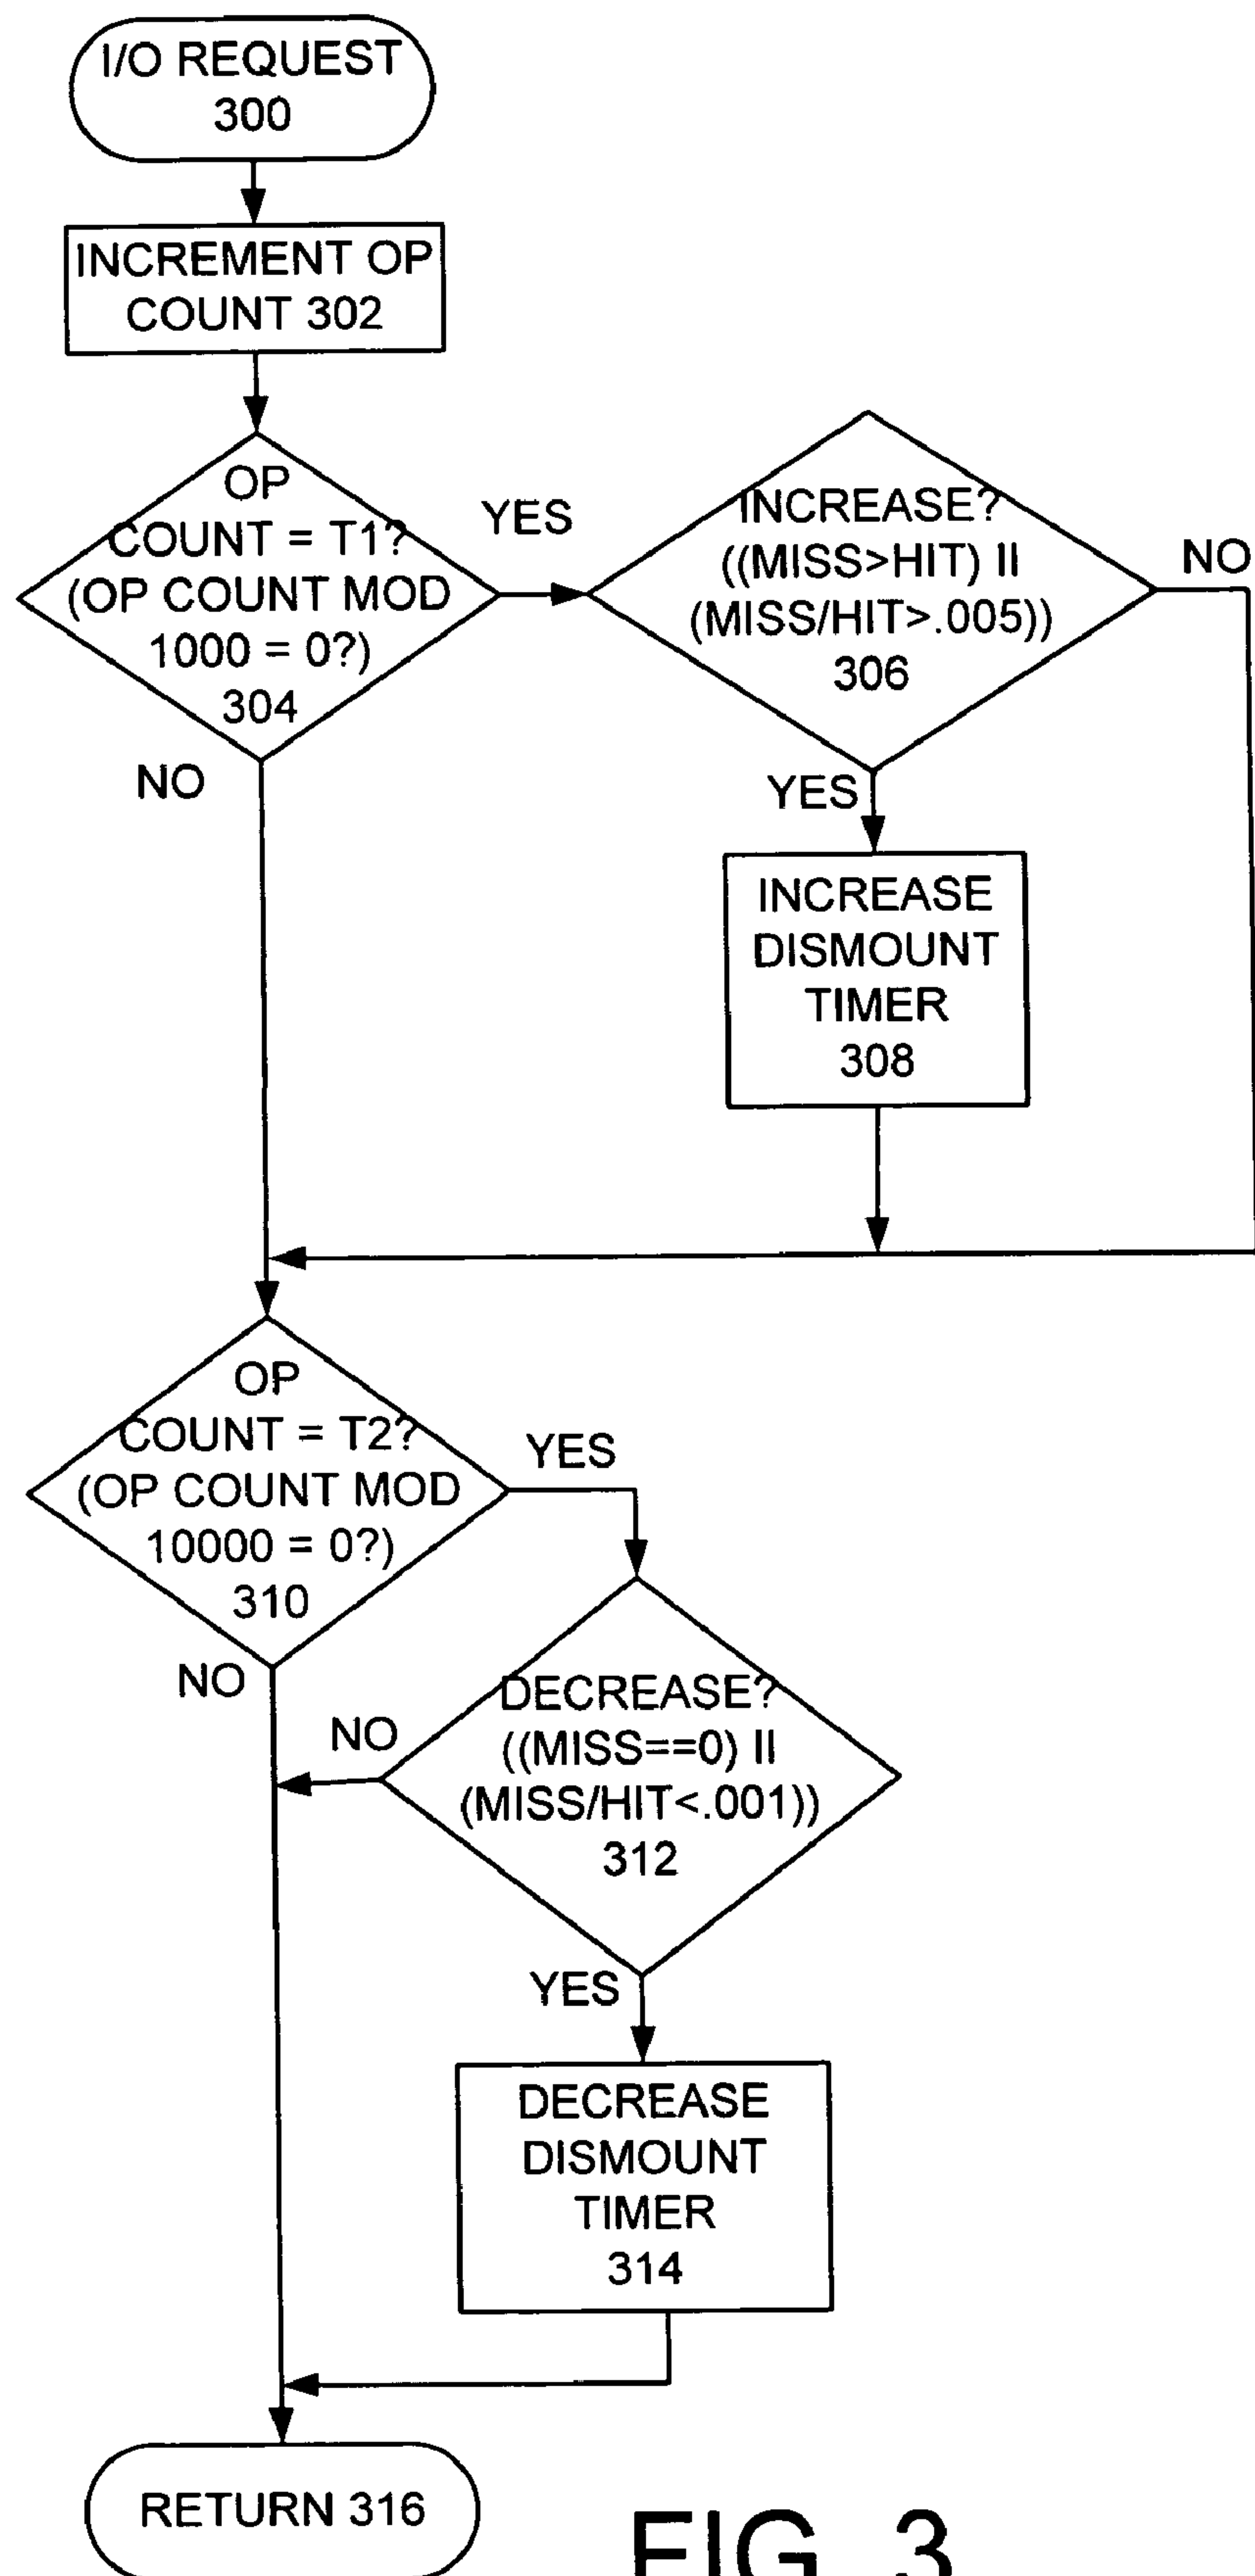 I/O REQUEST
300
INCREMENT OP
COUNT 302
OP
COUNT = T1?
(OP COUNT MOD
1000 = 0?)
304
YES
NO
INCREASE?
((MISS>HIT) II
(MISS/HIT>.005))
306
NO
YES
INCREASE
DISMOUNT
TIMER
308
OP
COUNT = T2?
(OP COUNT MOD
10000 = 0?)
310
YES
NO
DECREASE?
((MISS==0) II
(MISS/HIT<.001))
312
NO
YES
DECREASE
DISMOUNT
TIMER
314
RETURN 316
FIG. 3